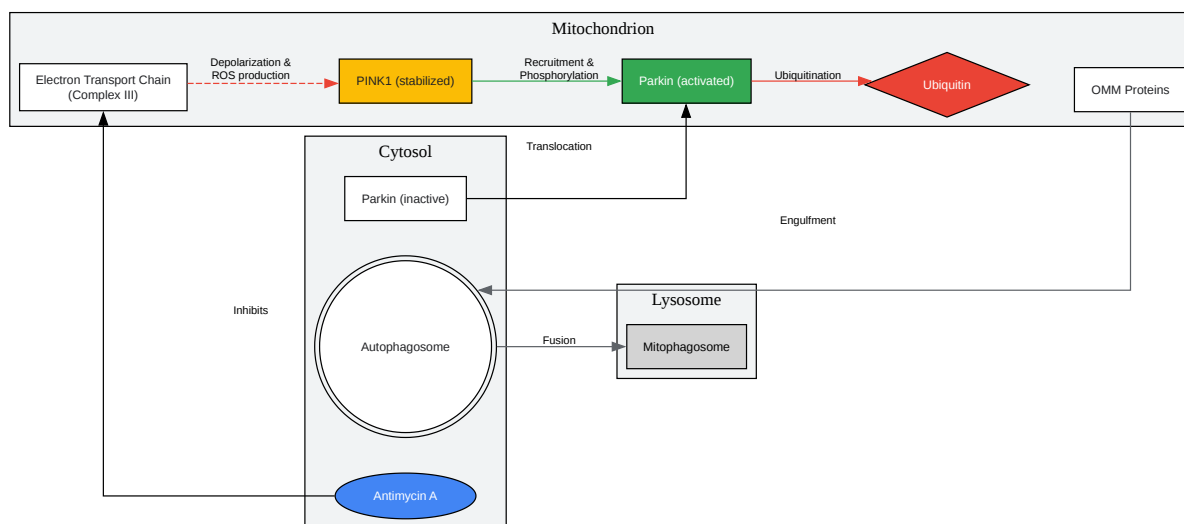 Mitochondrion
Electron Transport Chain
(Complex III)
Depolarization &
ROS production
PINK1 (stabilized)
Recruitment &
Phosphorylation
Parkin (activated)
Ubiquitination
Ubiquitin
OMM Proteins
Cytosol
Translocation
Parkin (inactive)
Engulfment
Lysosome
Inhibits
Autophagosome
Fusion
Mitophagosome
Antimycin A